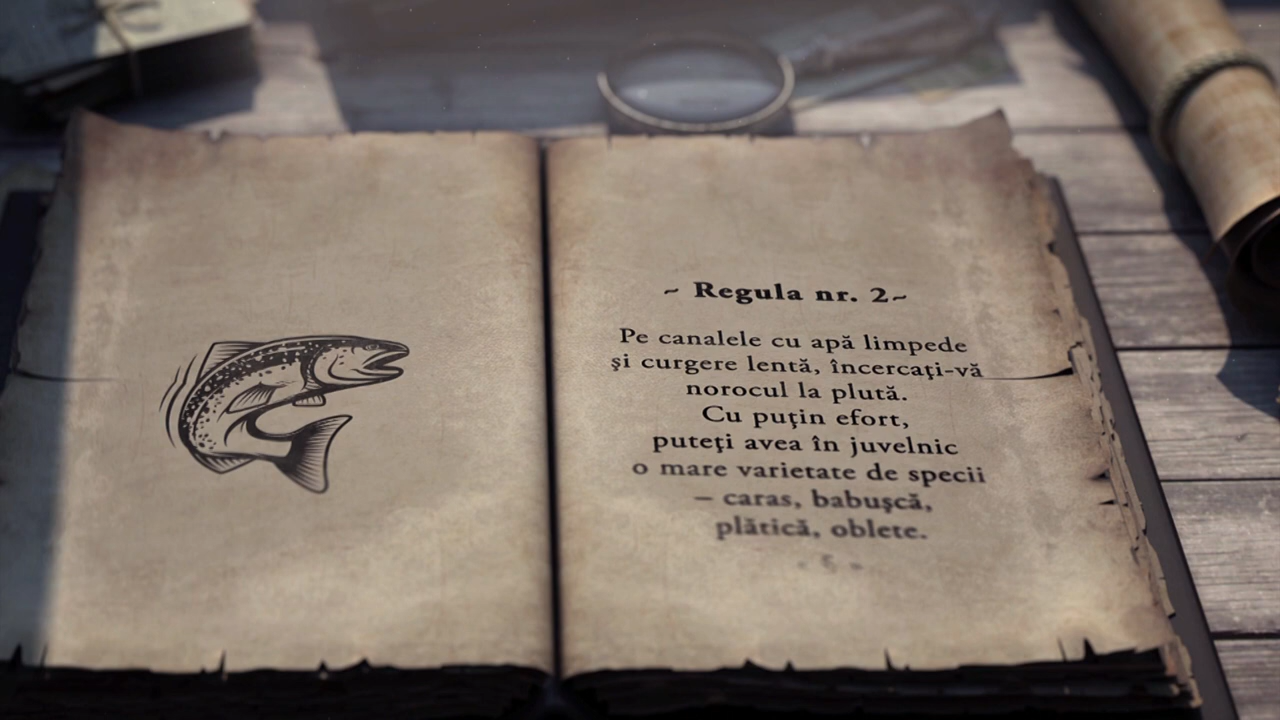 ~ Regula nr. 2~
Pe canalele cu apă limpede
şi curgere lentă, încercaţi-vă
norocul la plută.
Cu puţin efort,
puteţi avea în juvelnic
o mare varietate de specii
– caras, babuşcă,
plătică, oblete.